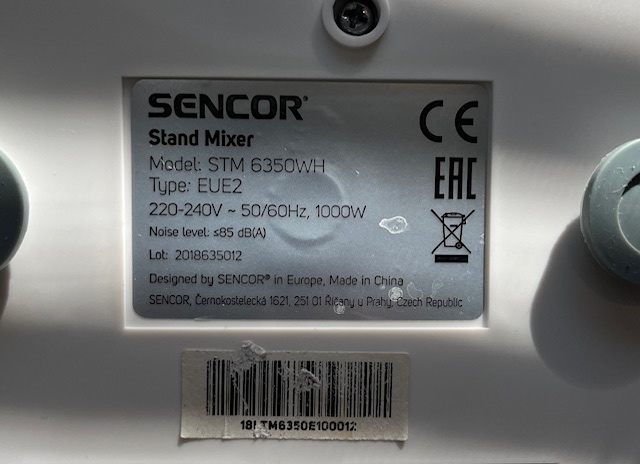 SENCOR®
Stand Mixer
Model: STM 6350WH
Type: EUE2
220-240V ~ 50/60Hz, 1000W
Noise level: ≤85 dB(A)
Lot: 2018635012
Designed by SENCOR® in Europe, Made in China
SENCOR, Černokostelecká 1621, 251 01 Říčany u Prahy, Czech Republic
CE
EAC